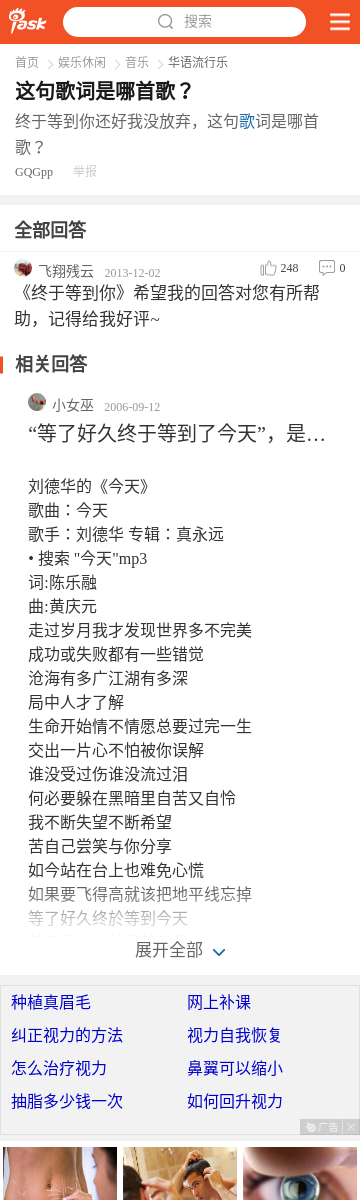 iask
搜索
首页 > 娱乐休闲 > 音乐 > 华语流行乐
这句歌词是哪首歌？
终于等到你还好我没放弃，这句歌词是哪首
歌？
GQGpp 举报
全部回答
飞翔残云 2013-12-02 248 0
《终于等到你》希望我的回答对您有所帮
助，记得给我好评~
相关回答
小女巫 2006-09-12
“等了好久终于等到了今天”，是…
刘德华的《今天》
歌曲：今天
歌手：刘德华 专辑：真永远
• 搜索 "今天"mp3
词:陈乐融
曲:黄庆元
走过岁月我才发现世界多不完美
成功或失败都有一些错觉
沧海有多广江湖有多深
局中人才了解
生命开始情不情愿总要过完一生
交出一片心不怕被你误解
谁没受过伤谁没流过泪
何必要躲在黑暗里自苦又自怜
我不断失望不断希望
苦自己尝笑与你分享
如今站在台上也难免心慌
如果要飞得高就该把地平线忘掉
等了好久终於等到今天
展开全部
种植真眉毛 网上补课
纠正视力的方法 视力自我恢复
怎么治疗视力 鼻翼可以缩小
抽脂多少钱一次 如何回升视力
广告